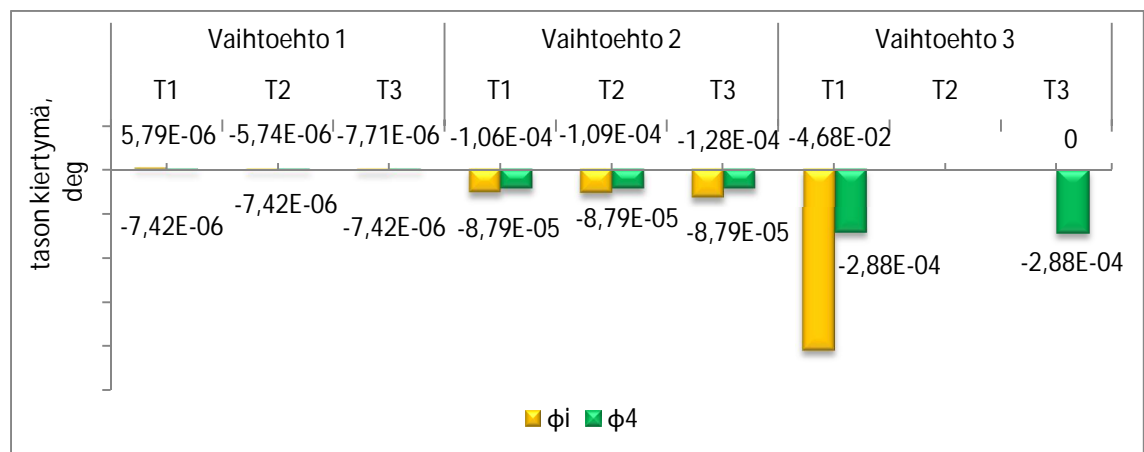 Vaihtoehto 1 Vaihtoehto 2 Vaihtoehto 3
T1 T2 T3 T1 T2 T3 T1 T2 T3
5,79E-06 -5,74E-06 -7,71E-06 -1,06E-04 -1,09E-04 -1,28E-04 -4,68E-02 0
-7,42E-06 -7,42E-06 -7,42E-06 -8,79E-05 -8,79E-05 -8,79E-05 -2,88E-04 -2,88E-04
tason kiertymä,
deg
φi φ4